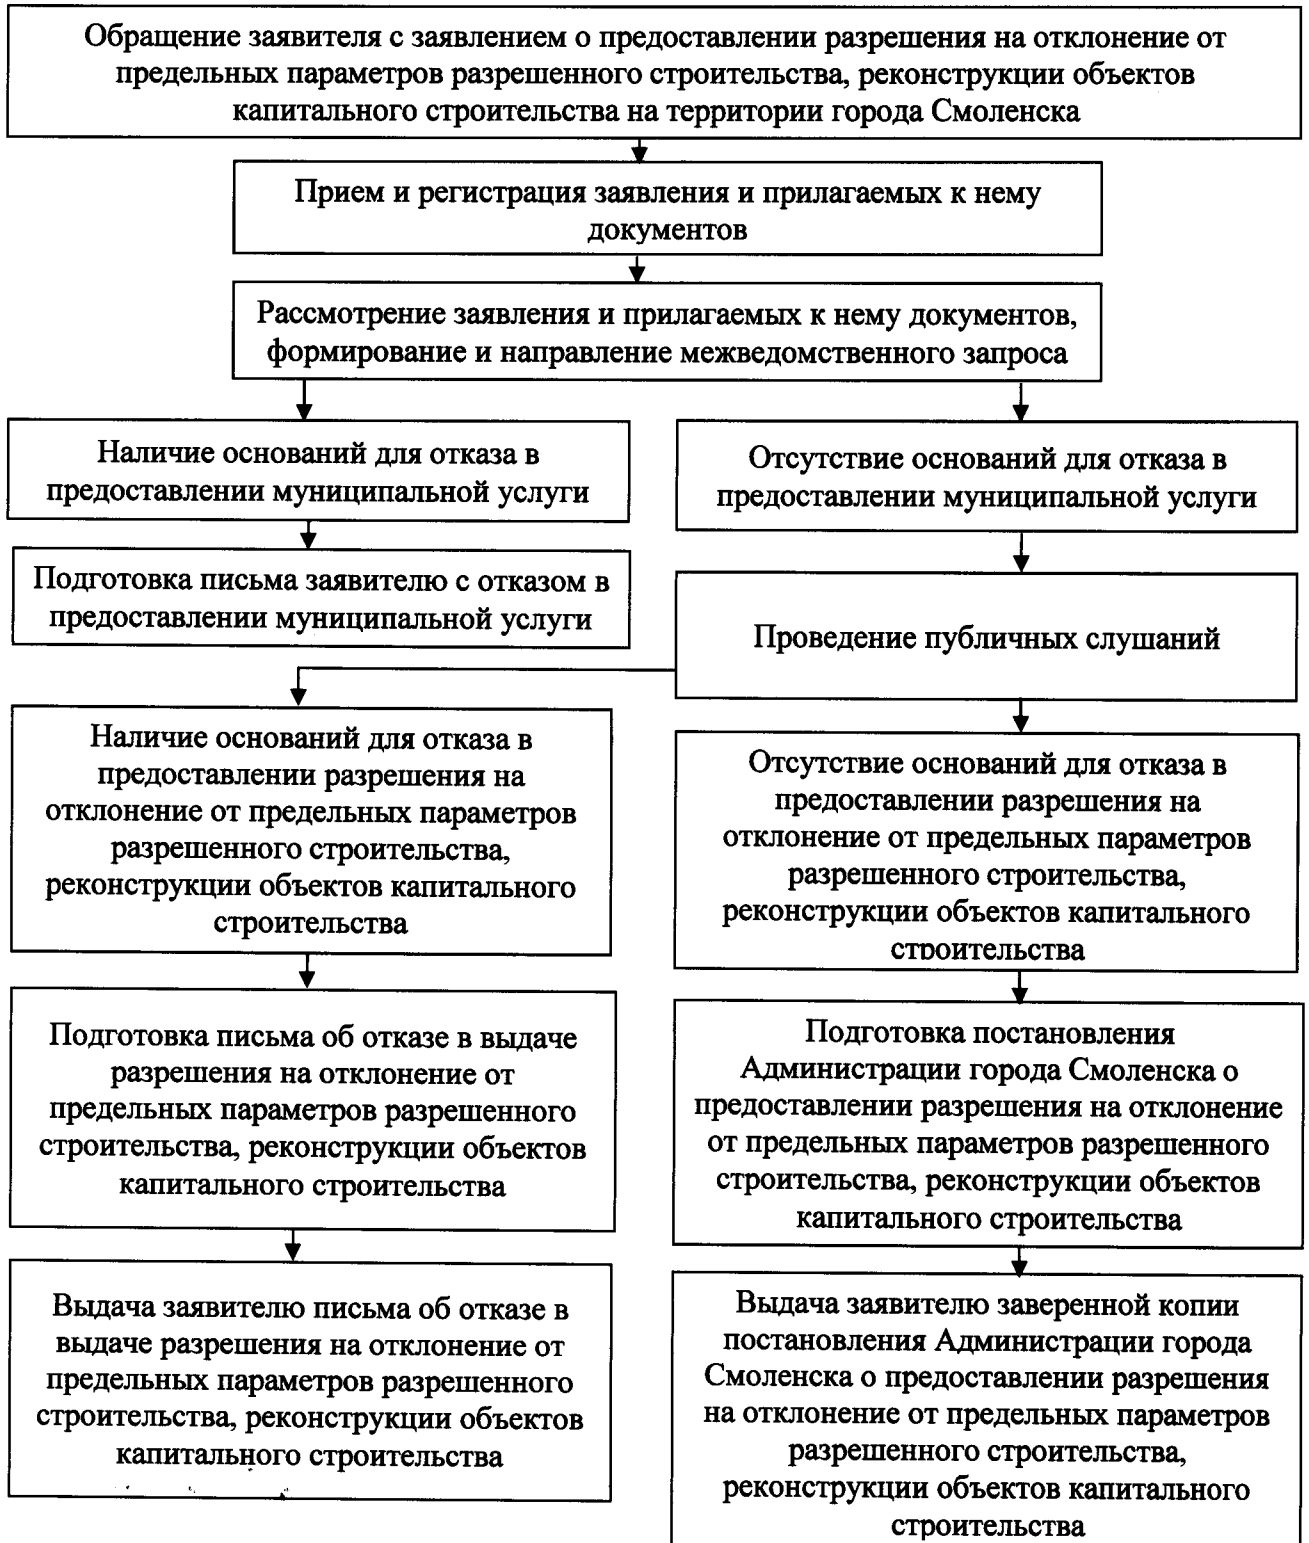 Обращение заявителя с заявлением о предоставлении разрешения на отклонение от
предельных параметров разрешенного строительства, реконструкции объектов
капитального строительства на территории города Смоленска
Прием и регистрация заявления и прилагаемых к нему
документов
Рассмотрение заявления и прилагаемых к нему документов,
формирование и направление межведомственного запроса
Наличие оснований для отказа в
предоставлении муниципальной услуги
Отсутствие оснований для отказа в
предоставлении муниципальной услуги
Подготовка письма заявителю с отказом в
предоставлении муниципальной услуги
Проведение публичных слушаний
Наличие оснований для отказа в
предоставлении разрешения на
отклонение от предельных параметров
разрешенного строительства,
реконструкции объектов капитального
строительства
Отсутствие оснований для отказа в
предоставлении разрешения на
отклонение от предельных параметров
разрешенного строительства,
реконструкции объектов капитального
строительства
Подготовка письма об отказе в выдаче
разрешения на отклонение от
предельных параметров разрешенного
строительства, реконструкции объектов
капитального строительства
Подготовка постановления
Администрации города Смоленска о
предоставлении разрешения на отклонение
от предельных параметров разрешенного
строительства, реконструкции объектов
капитального строительства
Выдача заявителю письма об отказе в
выдаче разрешения на отклонение от
предельных параметров разрешенного
строительства, реконструкции объектов
капитального строительства
Выдача заявителю заверенной копии
постановления Администрации города
Смоленска о предоставлении разрешения
на отклонение от предельных параметров
разрешенного строительства,
реконструкции объектов капитального
строительства